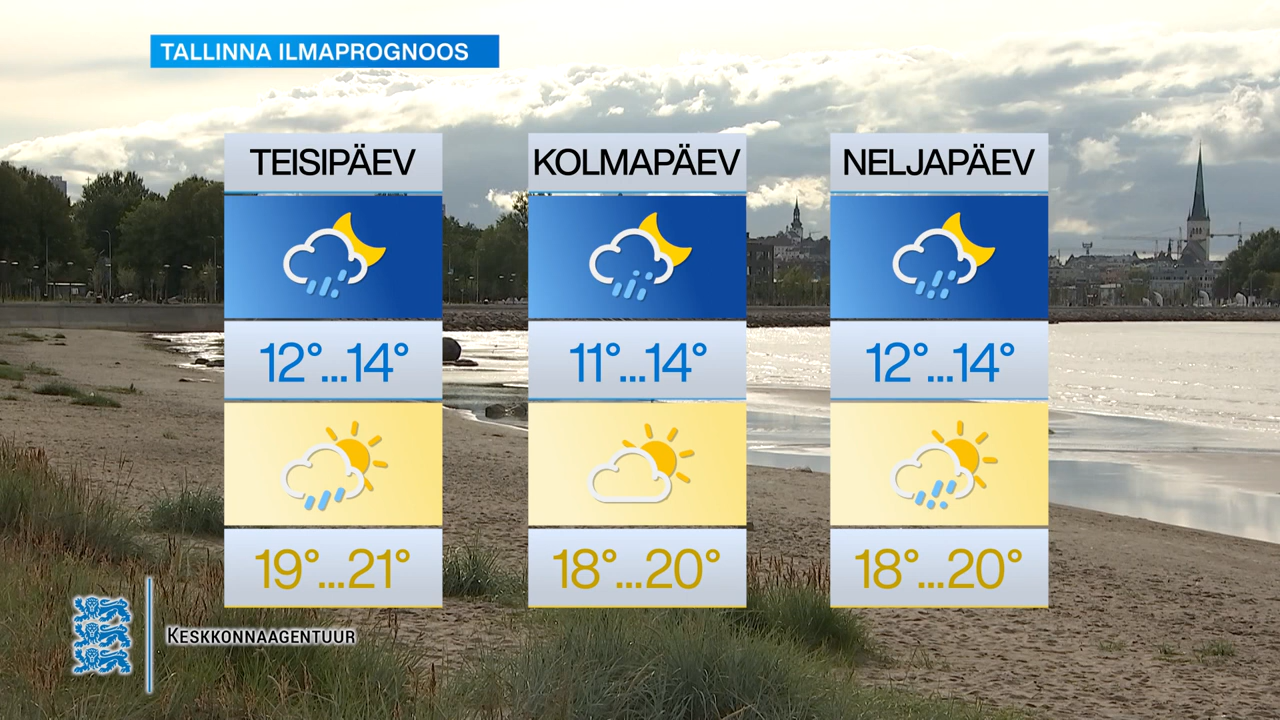 TALLINNA ILMAPROGNOOS
TEISIPÄEV
12°...14°
19°...21°
KOLMAPÄEV
11°...14°
18°...20°
NELJAPÄEV
12°...14°
18°...20°
KESKKONNAAGENTUUR